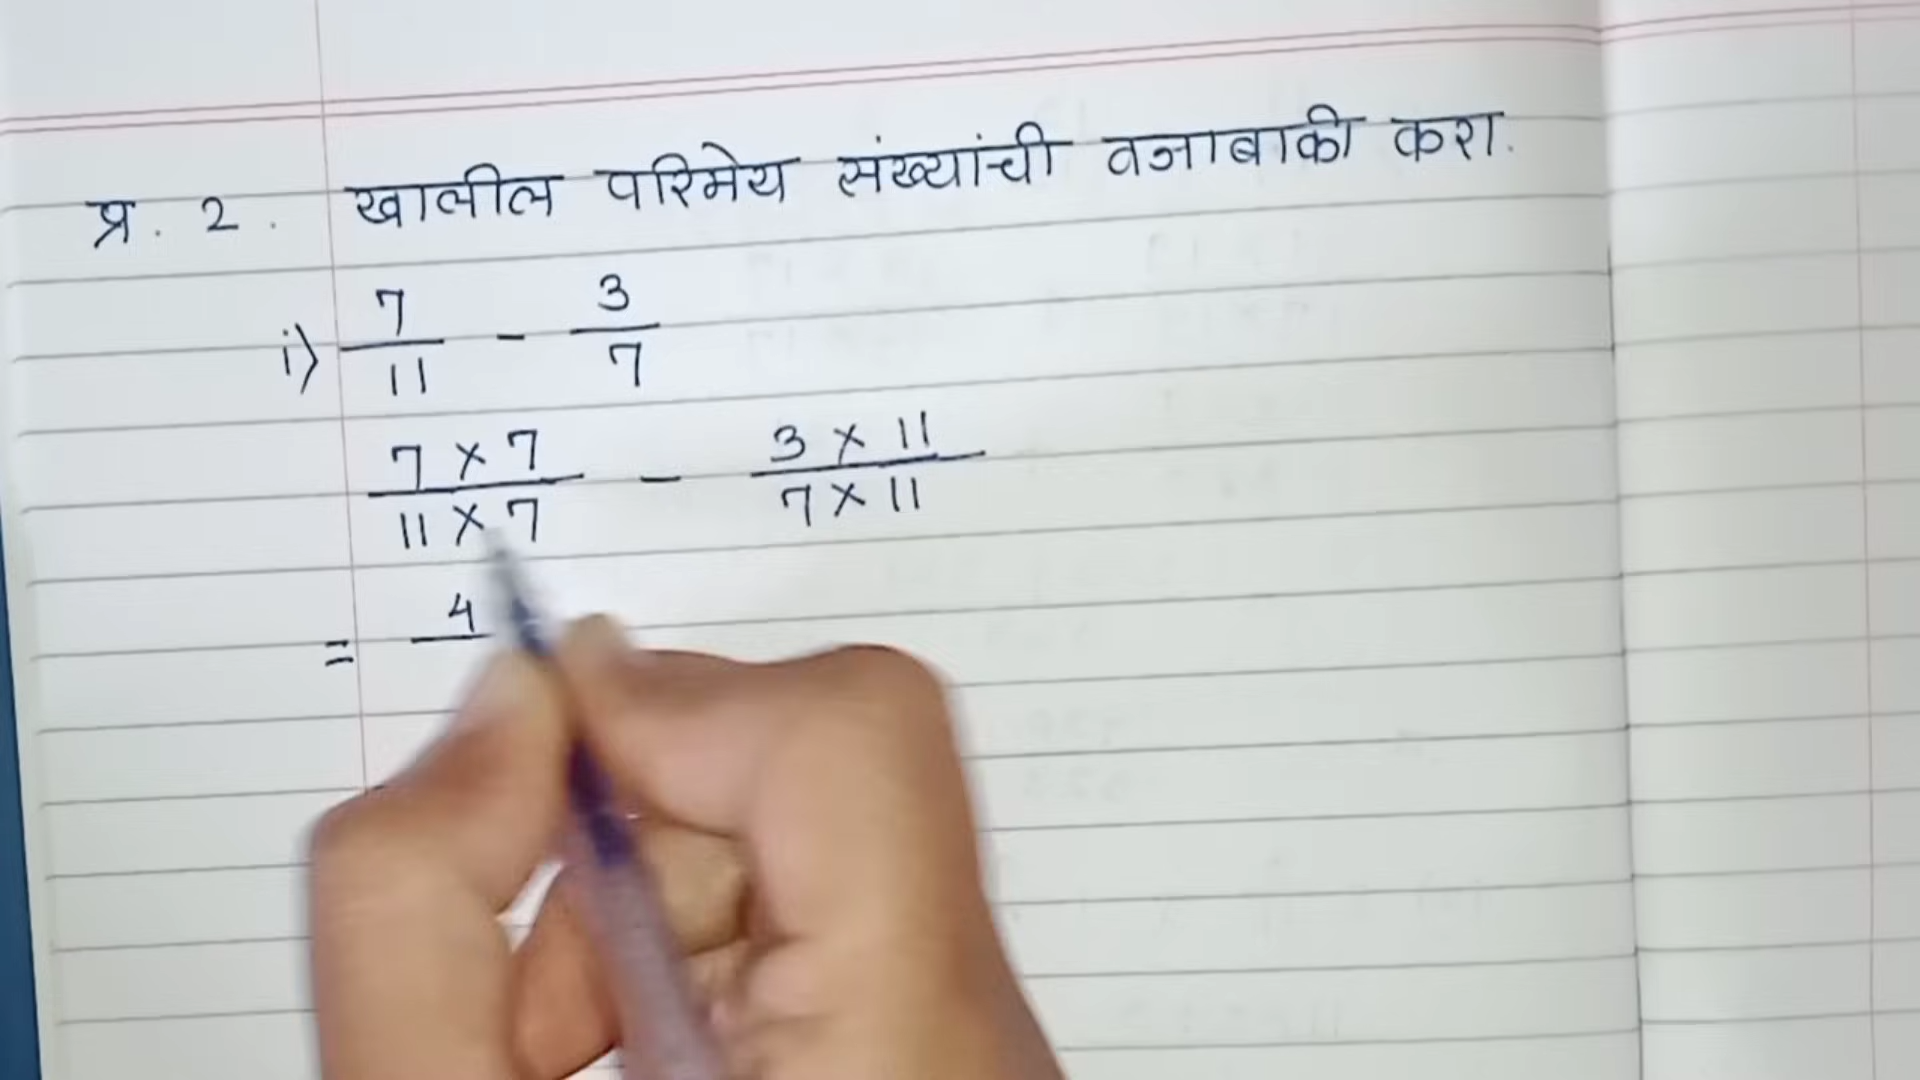 प्र. 2. खालील परिमेय संख्यांची वजाबाकी करा.
i) 7/11 - 3/7
7 × 7 / 11 × 7 - 3 × 11 / 7 × 11
= 4